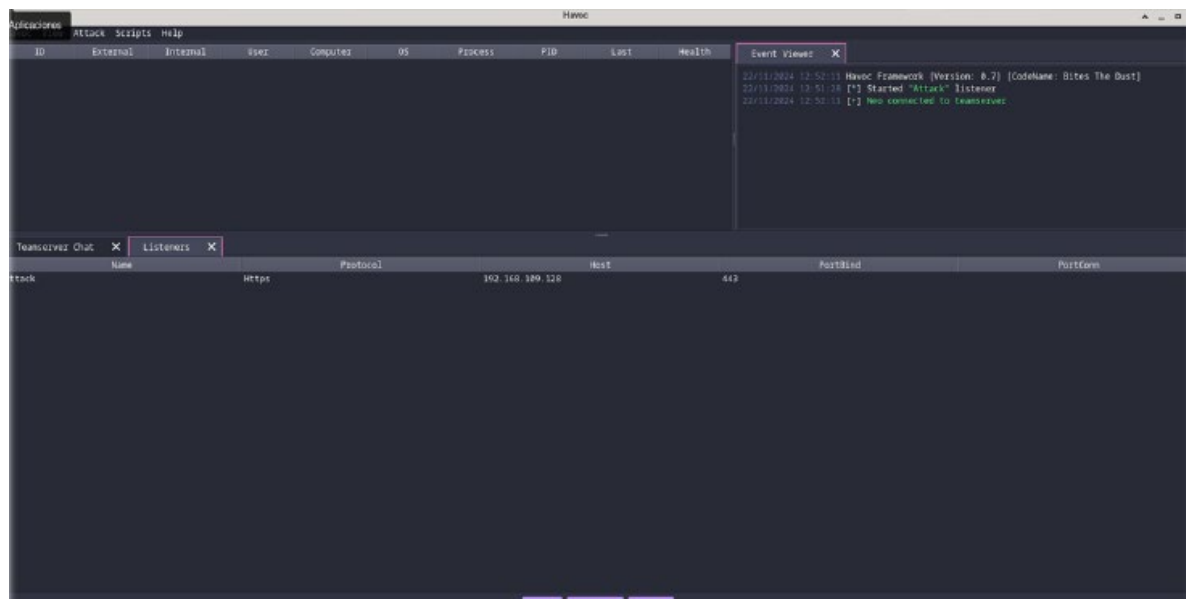 Havoc
Aplicaciones
Attack Scripts Help
ID External Internal User Computer OS Process PID Last Health
Event Viewer X
22/11/2024 12:52:13 Havoc Framework [Version: 0.7] [CodeName: Bites The Dust]
22/11/2024 12:51:28 [*] Started "Attack" listener
22/11/2024 12:52:13 [+] Neo connected to teamserver
Teamserver Chat X Listeners X
Name Protocol Host PortBind PortConn
ttack Https 192.168.109.128 443